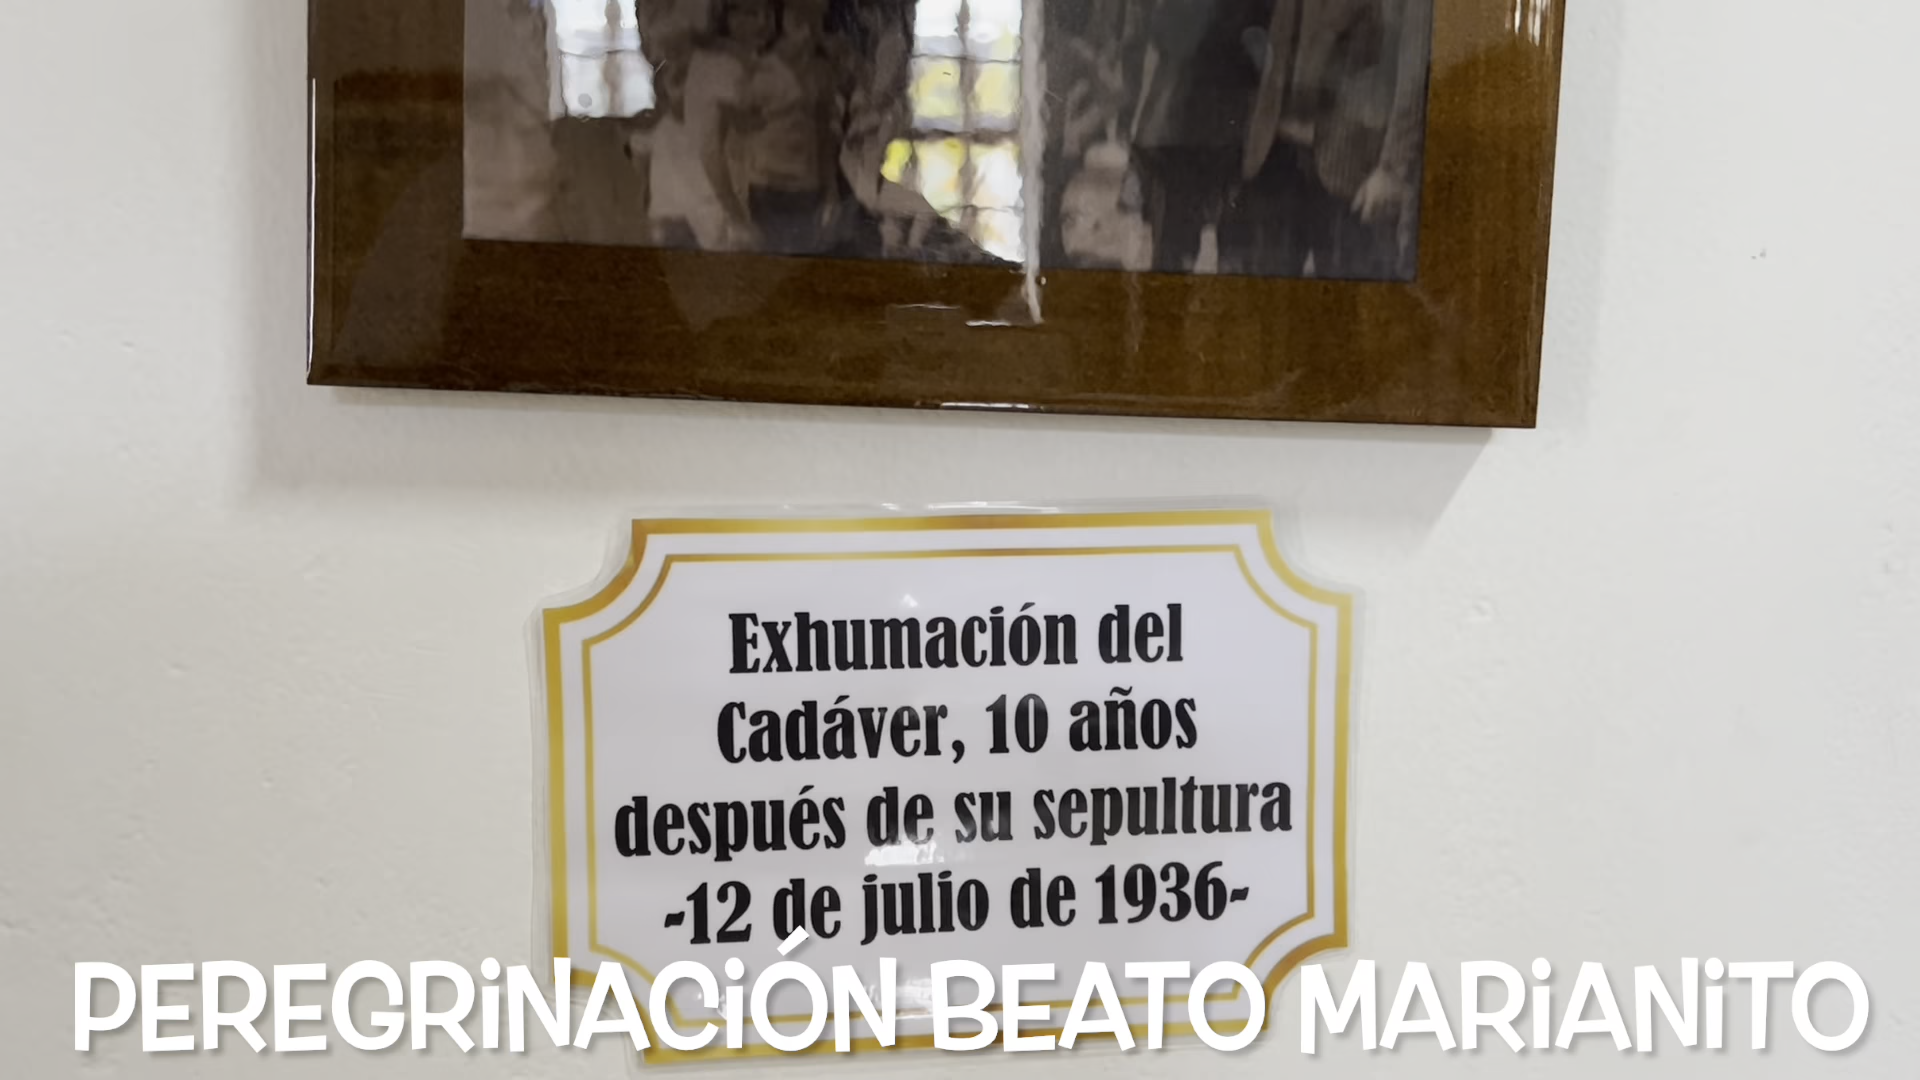 Exhumación del
Cadáver, 10 años
después de su sepultura
-12 de julio de 1936-
PEREGRiNACiÓN BEATO MARiANiTO